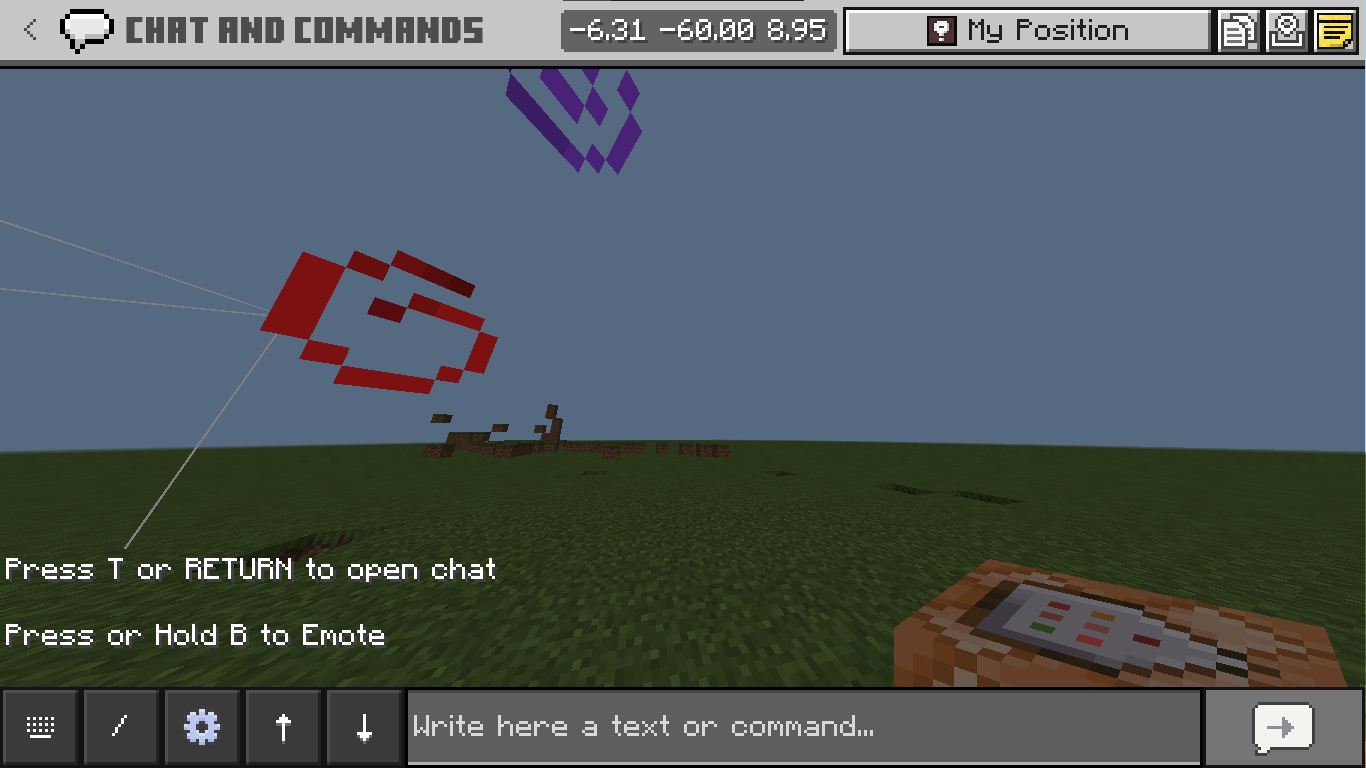 CHAT AND COMMANDS
-6.31 -60.00 8.95
My Position
Press T or RETURN to open chat
Press or Hold B to Emote
Write here a text or command...